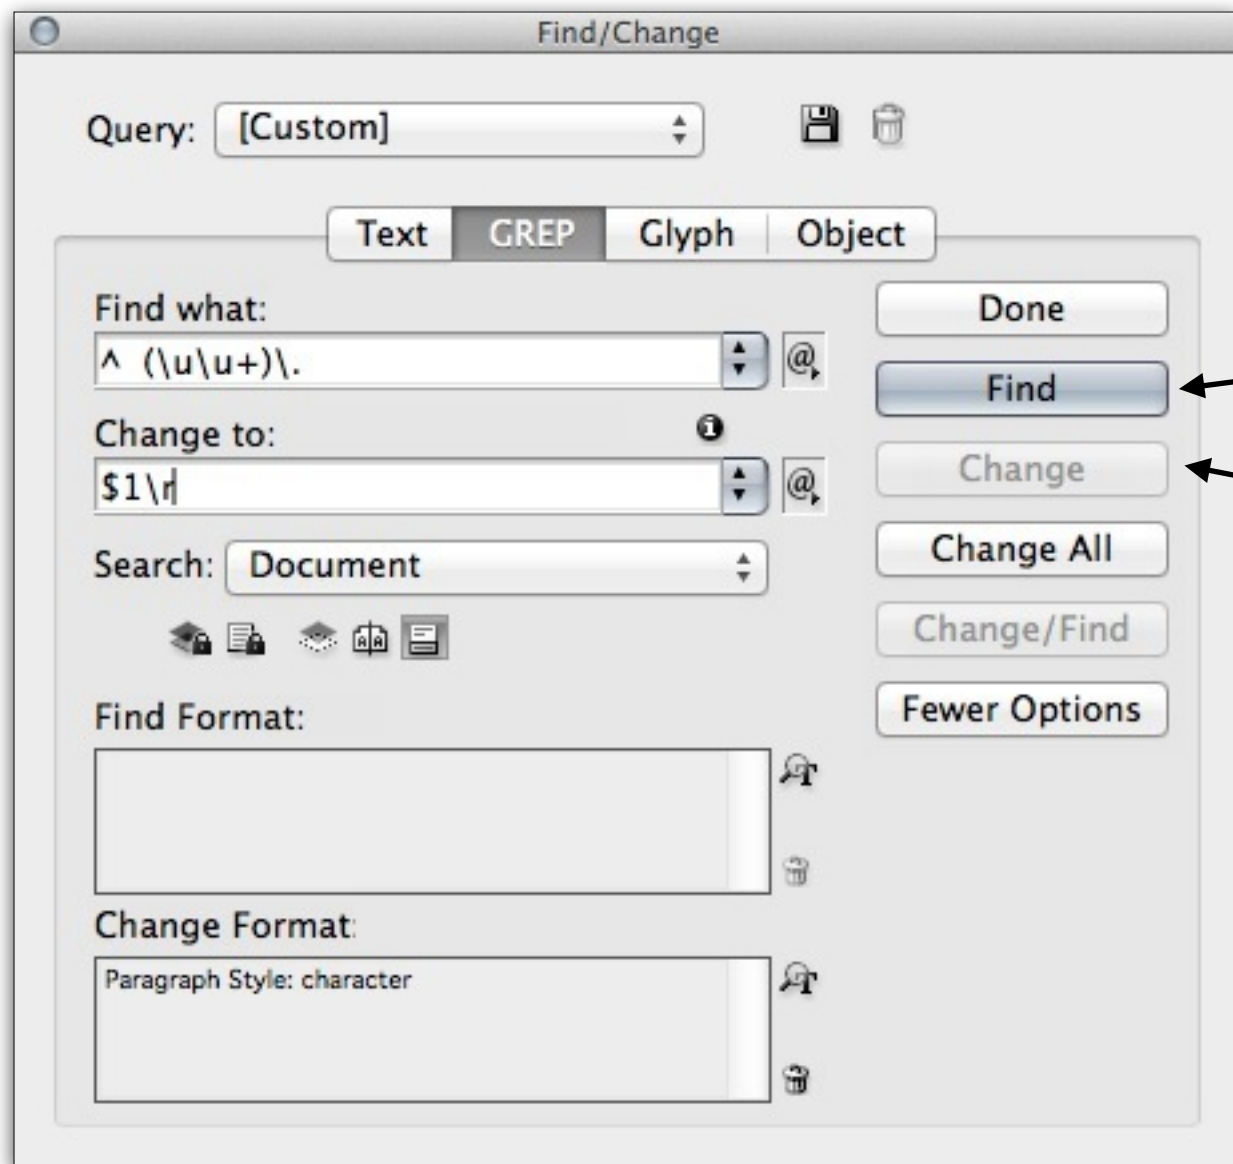 Find/Change
Query: [Custom]
Text GREP Glyph Object
Find what:
^ (\u\u+)\.
Change to:
$1\r
Search: Document
Find Format:
Change Format:
Paragraph Style: character
Done
Find
Change
Change All
Change/Find
Fewer Options